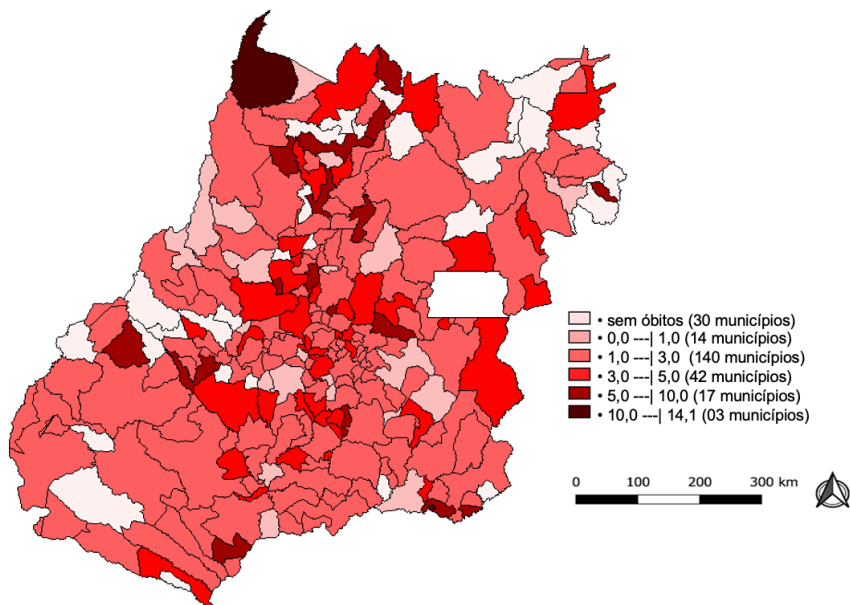 • sem óbitos (30 municípios)
• 0,0 ---| 1,0 (14 municípios)
• 1,0 ---| 3,0 (140 municípios)
• 3,0 ---| 5,0 (42 municípios)
• 5,0 ---| 10,0 (17 municípios)
• 10,0 ---| 14,1 (03 municípios)
0 100 200 300 km